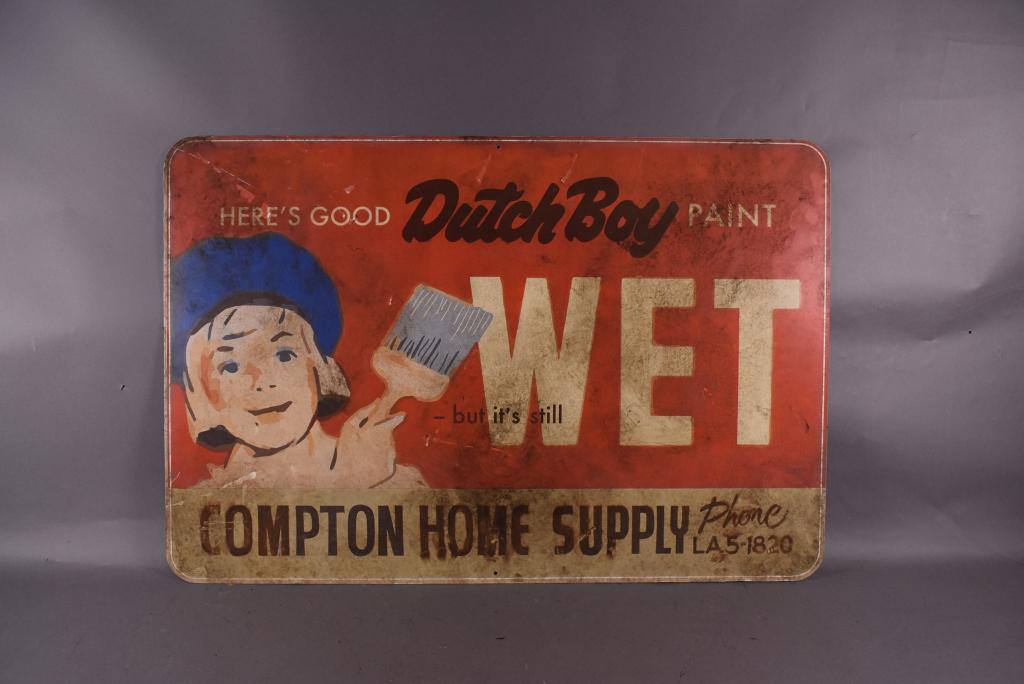 HERE'S GOOD Dutch Boy PAINT
WET
– but it's still
COMPTON HOME SUPPLY Phone
LA5-1820